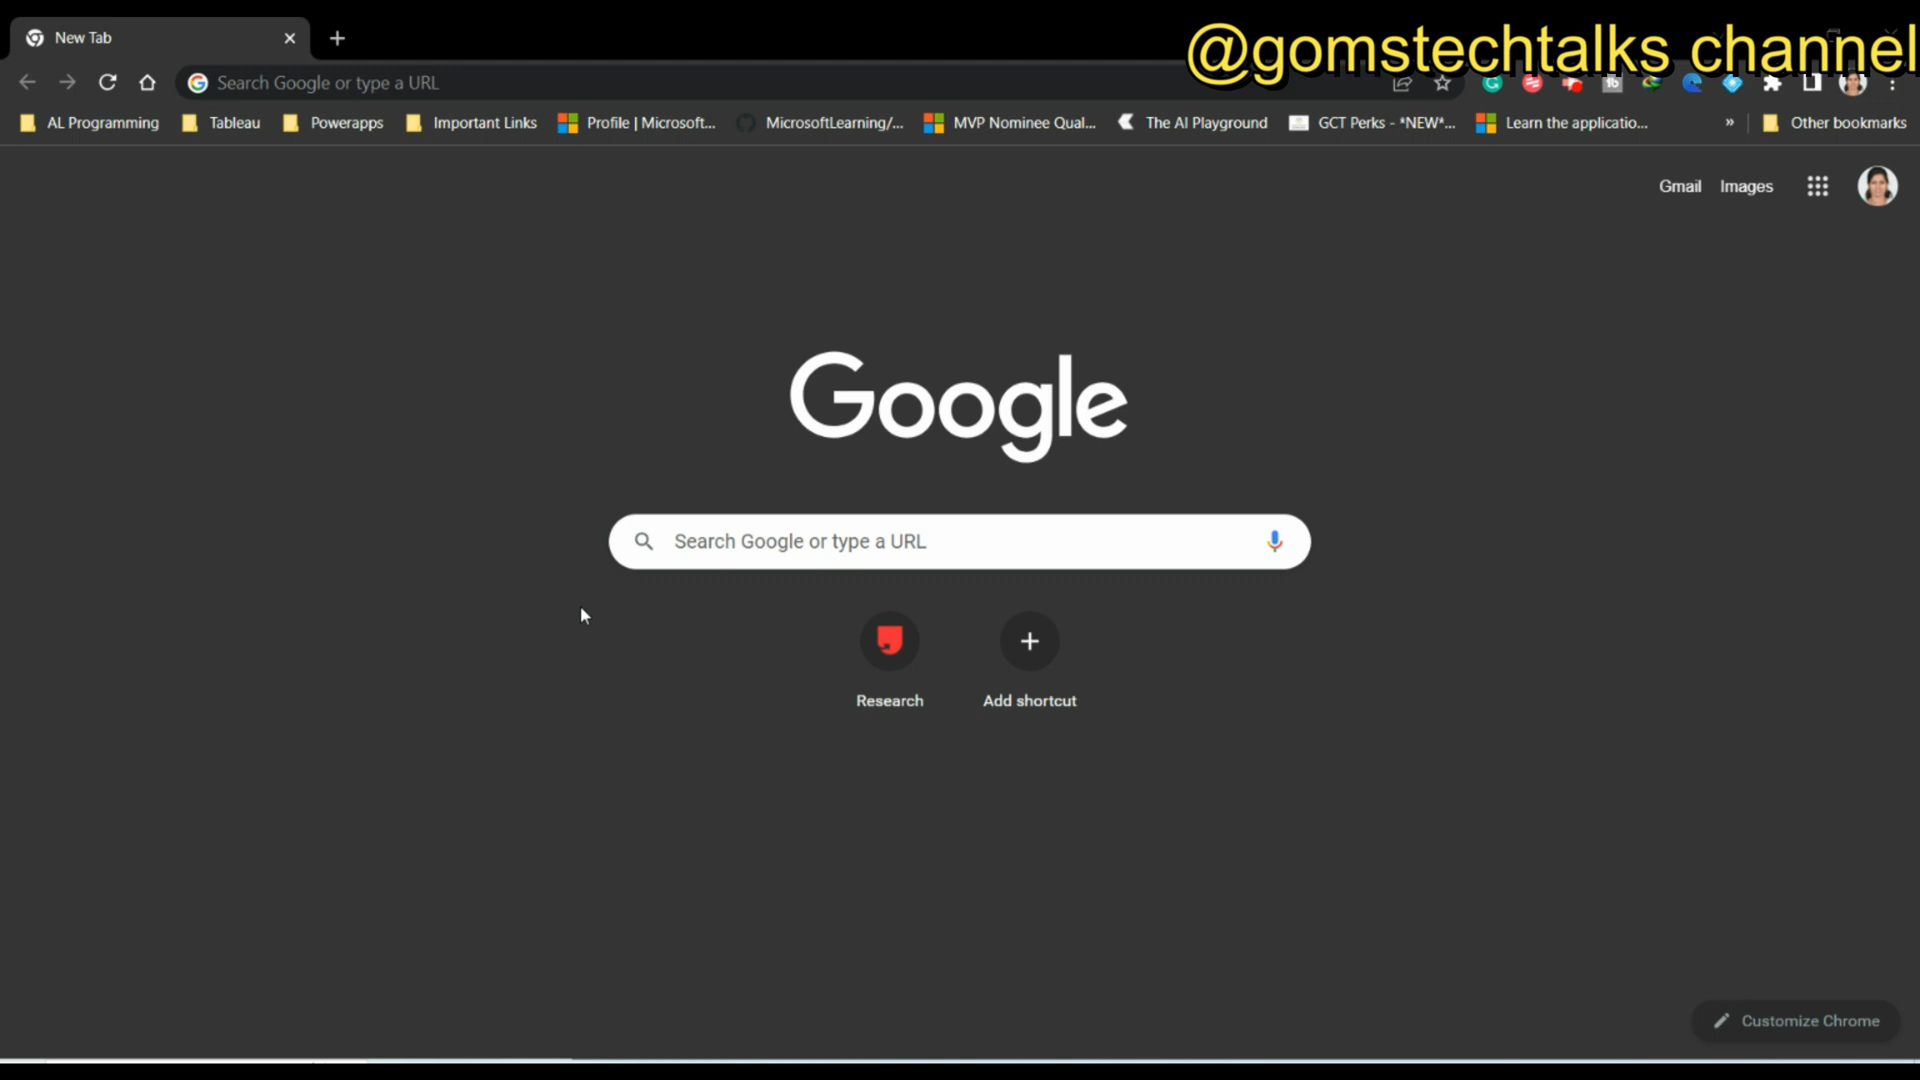 New Tab
@gomstechtalks channel
Search Google or type a URL
AL Programming Tableau Powerapps Important Links Profile | Microsoft... MicrosoftLearning/... MVP Nominee Qual... The AI Playground GCT Perks - *NEW*... Learn the applicatio... » Other bookmarks
Gmail Images
Google
Search Google or type a URL
Research Add shortcut
Customize Chrome